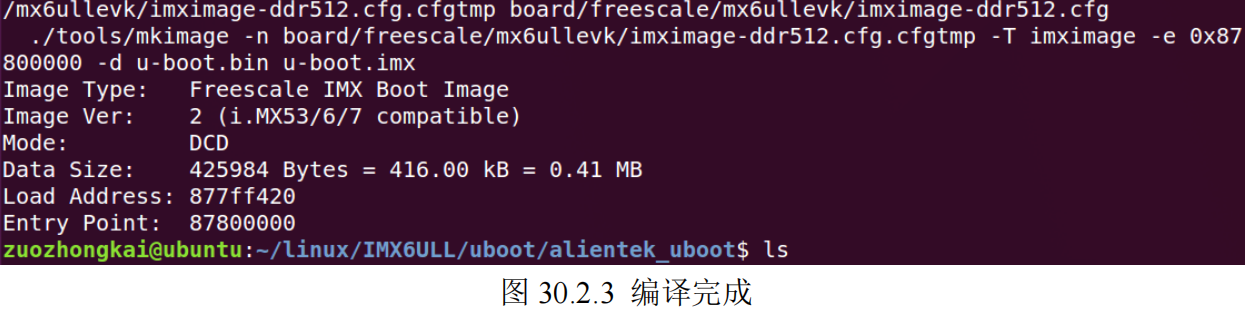 /mx6ullevk/imximage-ddr512.cfg.cfgtmp board/freescale/mx6ullevk/imximage-ddr512.cfg
./tools/mkimage -n board/freescale/mx6ullevk/imximage-ddr512.cfg.cfgtmp -T imximage -e 0x87
800000 -d u-boot.bin u-boot.imx
Image Type:   Freescale IMX Boot Image
Image Ver:    2 (i.MX53/6/7 compatible)
Mode:         DCD
Data Size:    425984 Bytes = 416.00 kB = 0.41 MB
Load Address: 877ff420
Entry Point:  87800000
zuozhongkai@ubuntu:~/linux/IMX6ULL/uboot/alientek_uboot$ ls
图 30.2.3 编译完成